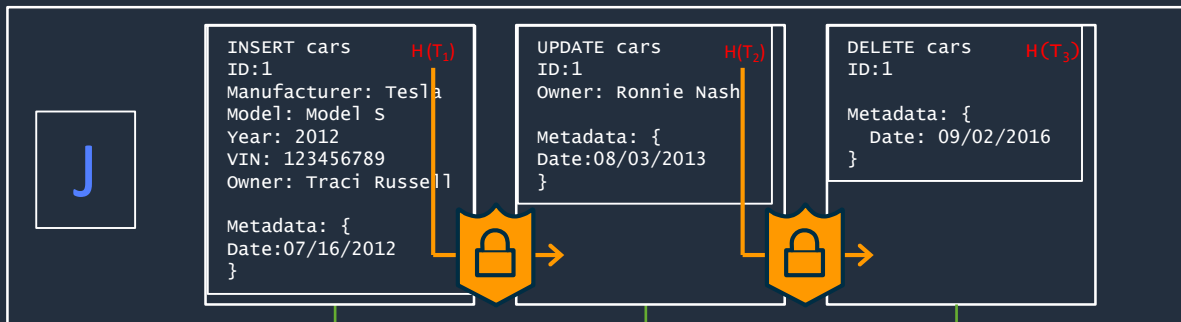 J
INSERT cars H(T₁)
ID:1
Manufacturer: Tesla
Model: Model S
Year: 2012
VIN: 123456789
Owner: Traci Russell
Metadata: {
Date:07/16/2012
}
UPDATE cars H(T₂)
ID:1
Owner: Ronnie Nash
Metadata: {
Date:08/03/2013
}
DELETE cars H(T₃)
ID:1
Metadata: {
Date: 09/02/2016
}